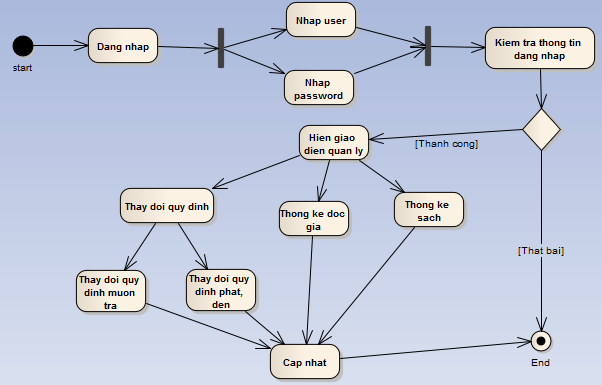 start
Dang nhap
Nhap user
Nhap
password
Kiem tra thong tin
dang nhap
[Thanh cong]
Hien giao
dien quan ly
Thay doi quy dinh
Thong ke doc
gia
Thong ke
sach
[That bai]
Thay doi quy
dinh muon
tra
Thay doi quy
dinh phat,
den
Cap nhat
End